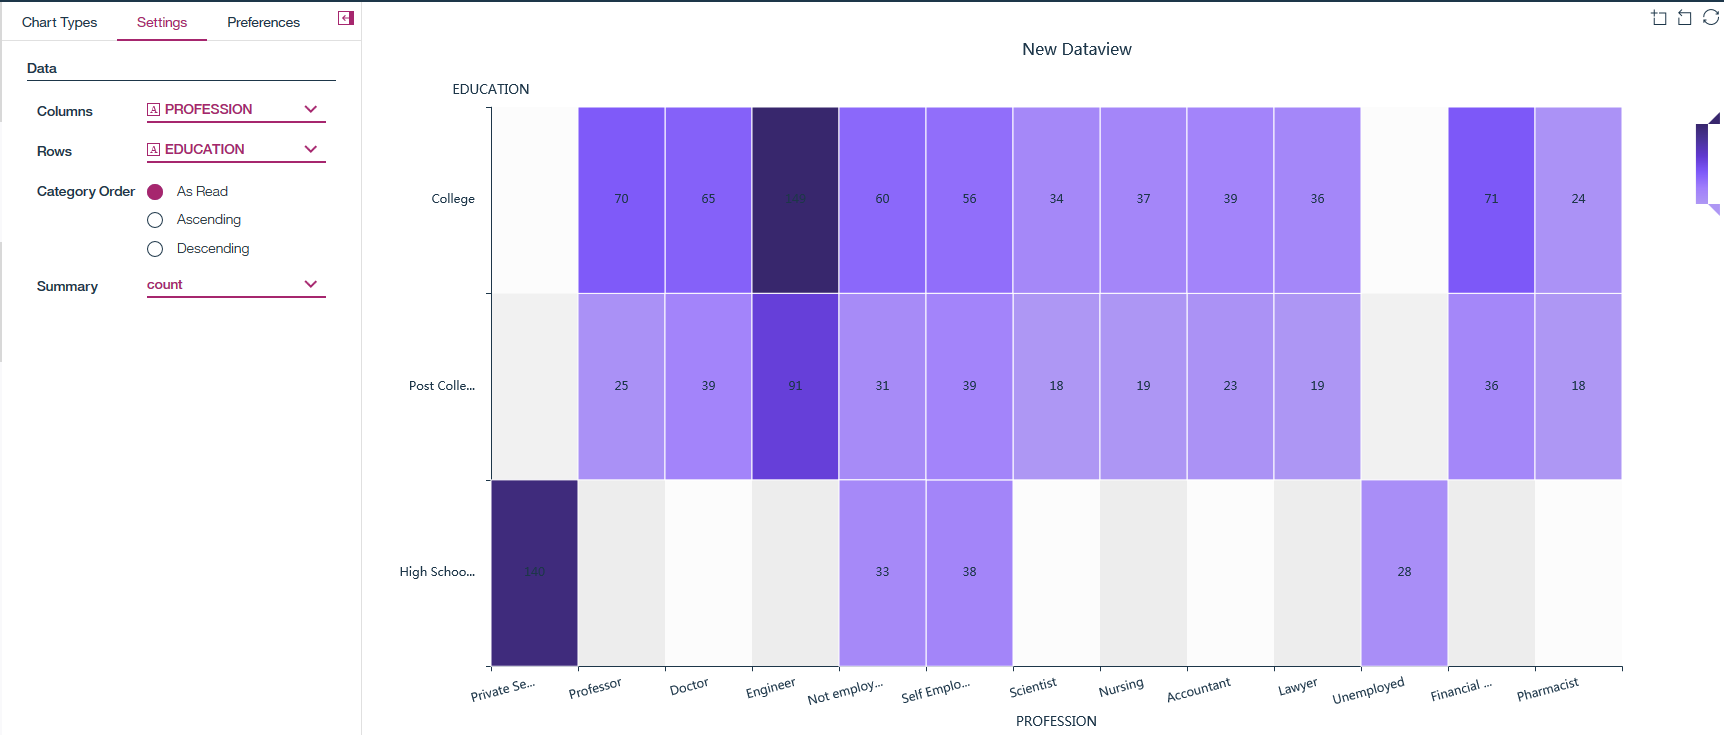 Chart Types Settings Preferences
Data
Columns A PROFESSION
Rows A EDUCATION
Category Order As Read
Ascending
Descending
Summary count
New Dataview
EDUCATION
College 70 65 60 56 34 37 39 36 71 24
Post Colle... 25 39 91 31 39 18 19 23 19 36 18
High Schoo... 140 33 38 28
Private Se... Professor Doctor Engineer Not employ... Self Emplo... Scientist Nursing Accountant Lawyer Unemployed Financial ... Pharmacist
PROFESSION